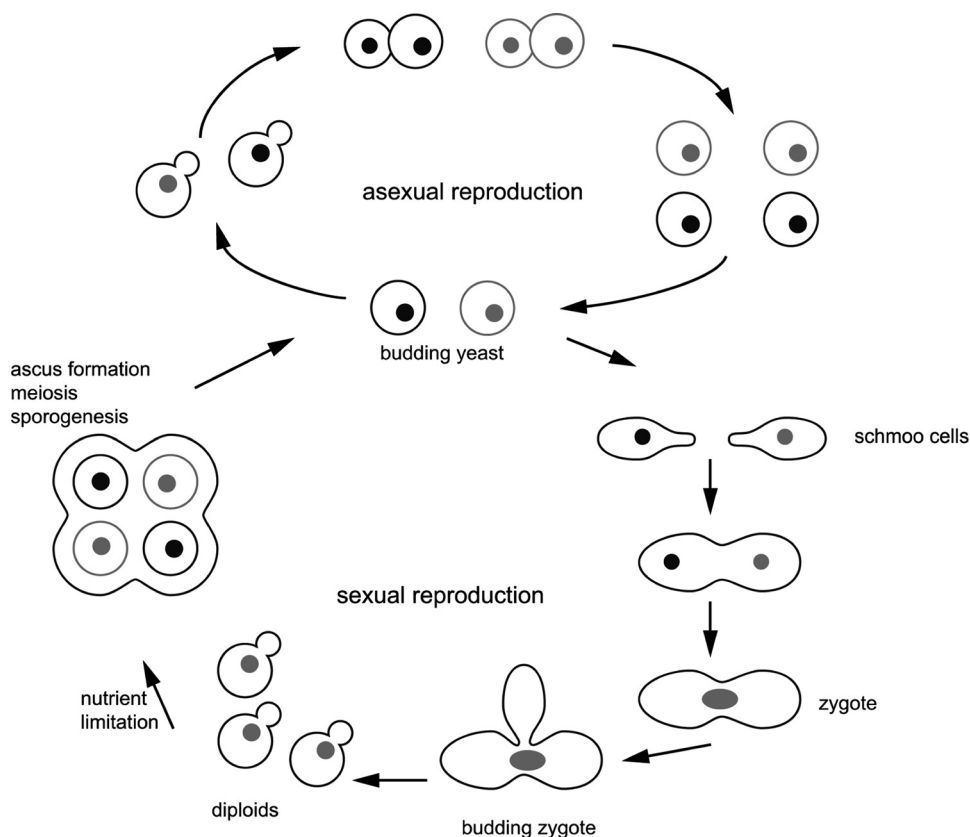 asexual reproduction
budding yeast
ascus formation
meiosis
sporogenesis
schmoo cells
sexual reproduction
nutrient
limitation
zygote
diploids
budding zygote